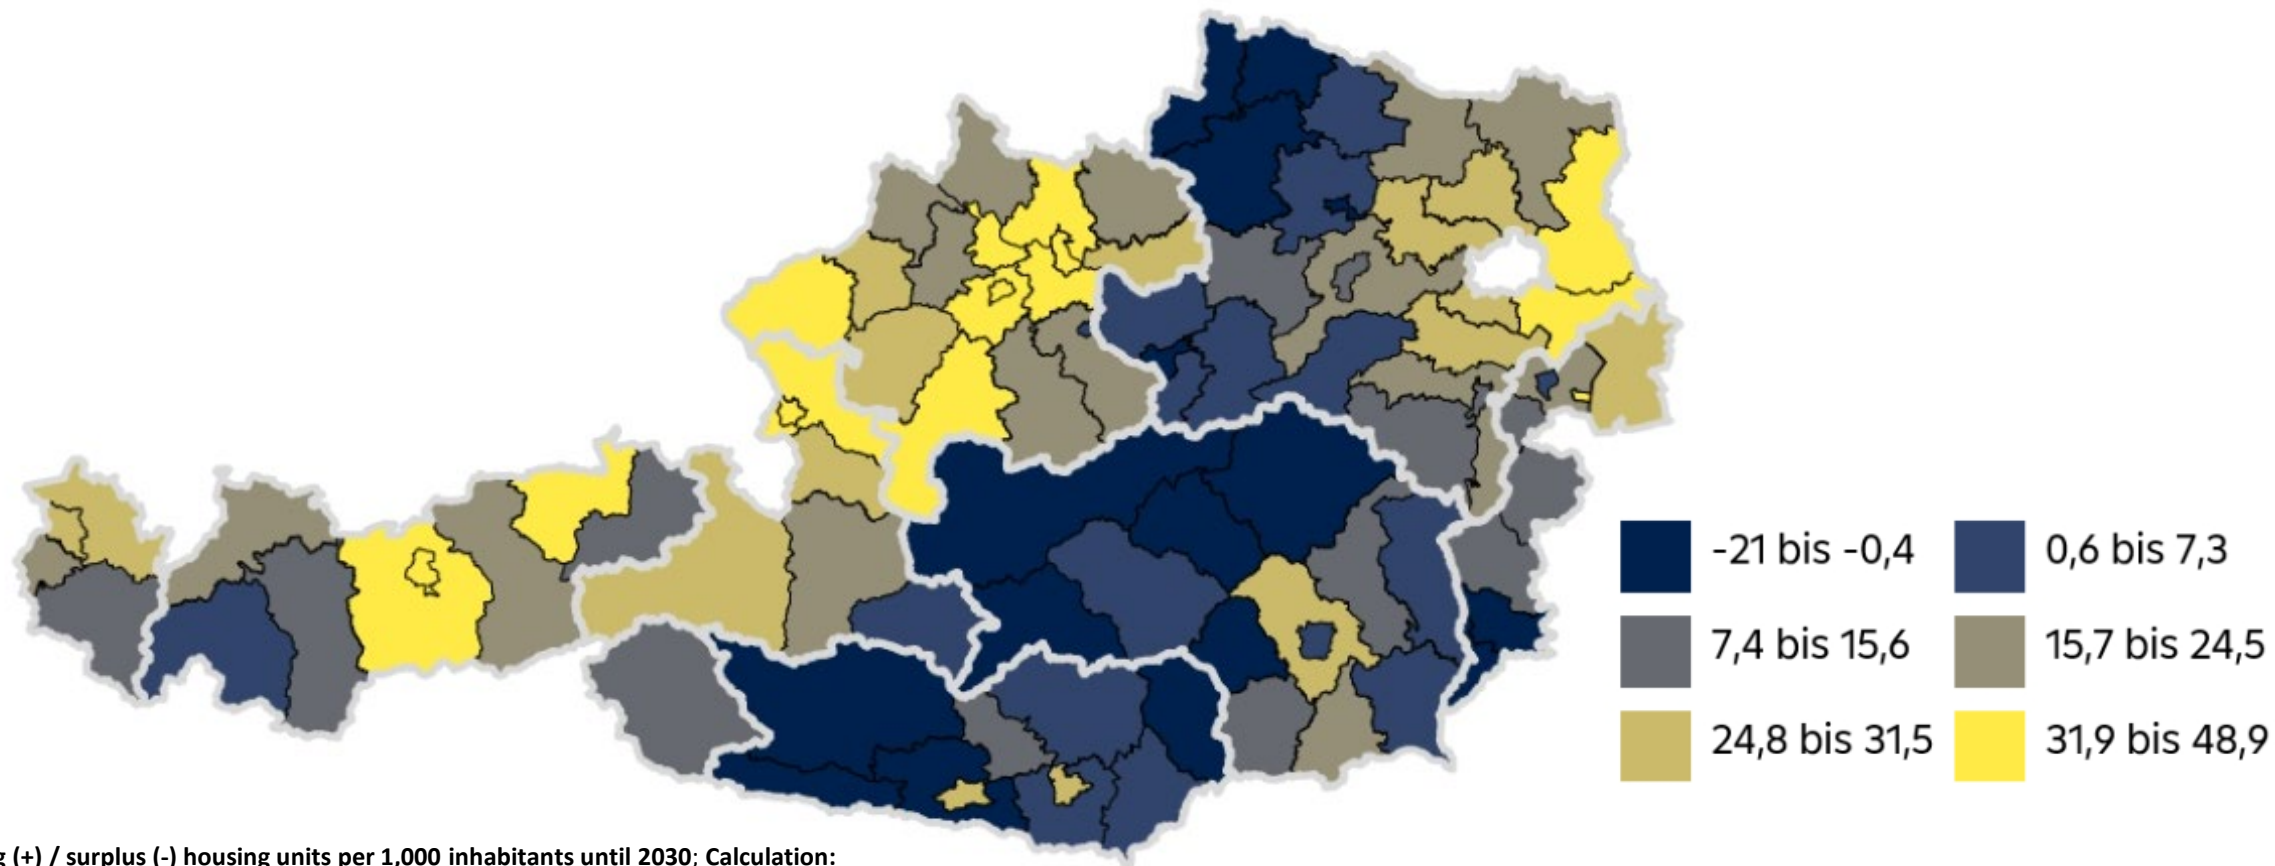 -21 bis -0,4
0,6 bis 7,3
7,4 bis 15,6
15,7 bis 24,5
24,8 bis 31,5
31,9 bis 48,9
(+) / surplus (-) housing units per 1,000 inhabitants until 2030; Calculation: